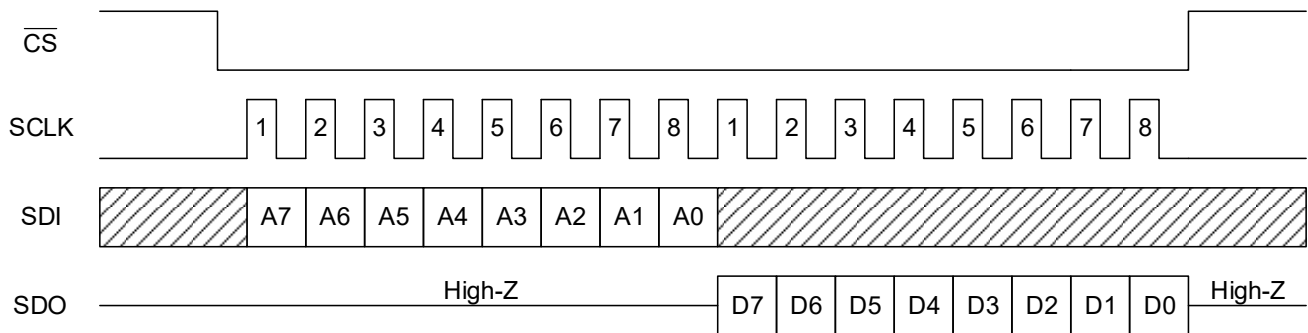 CS
SCLK 1 2 3 4 5 6 7 8 1 2 3 4 5 6 7 8
SDI A7 A6 A5 A4 A3 A2 A1 A0
SDO High-Z D7 D6 D5 D4 D3 D2 D1 D0 High-Z